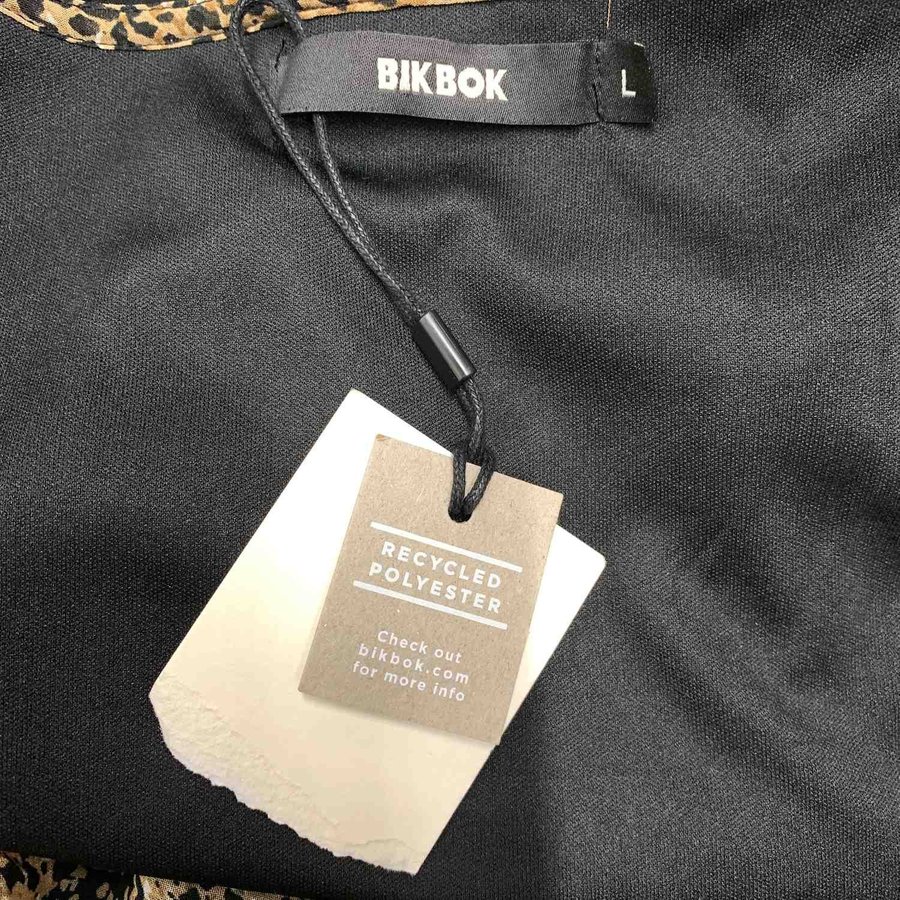 BIKBOK
L
RECYCLED
POLYESTER
Check out
bikbok.com
for more info